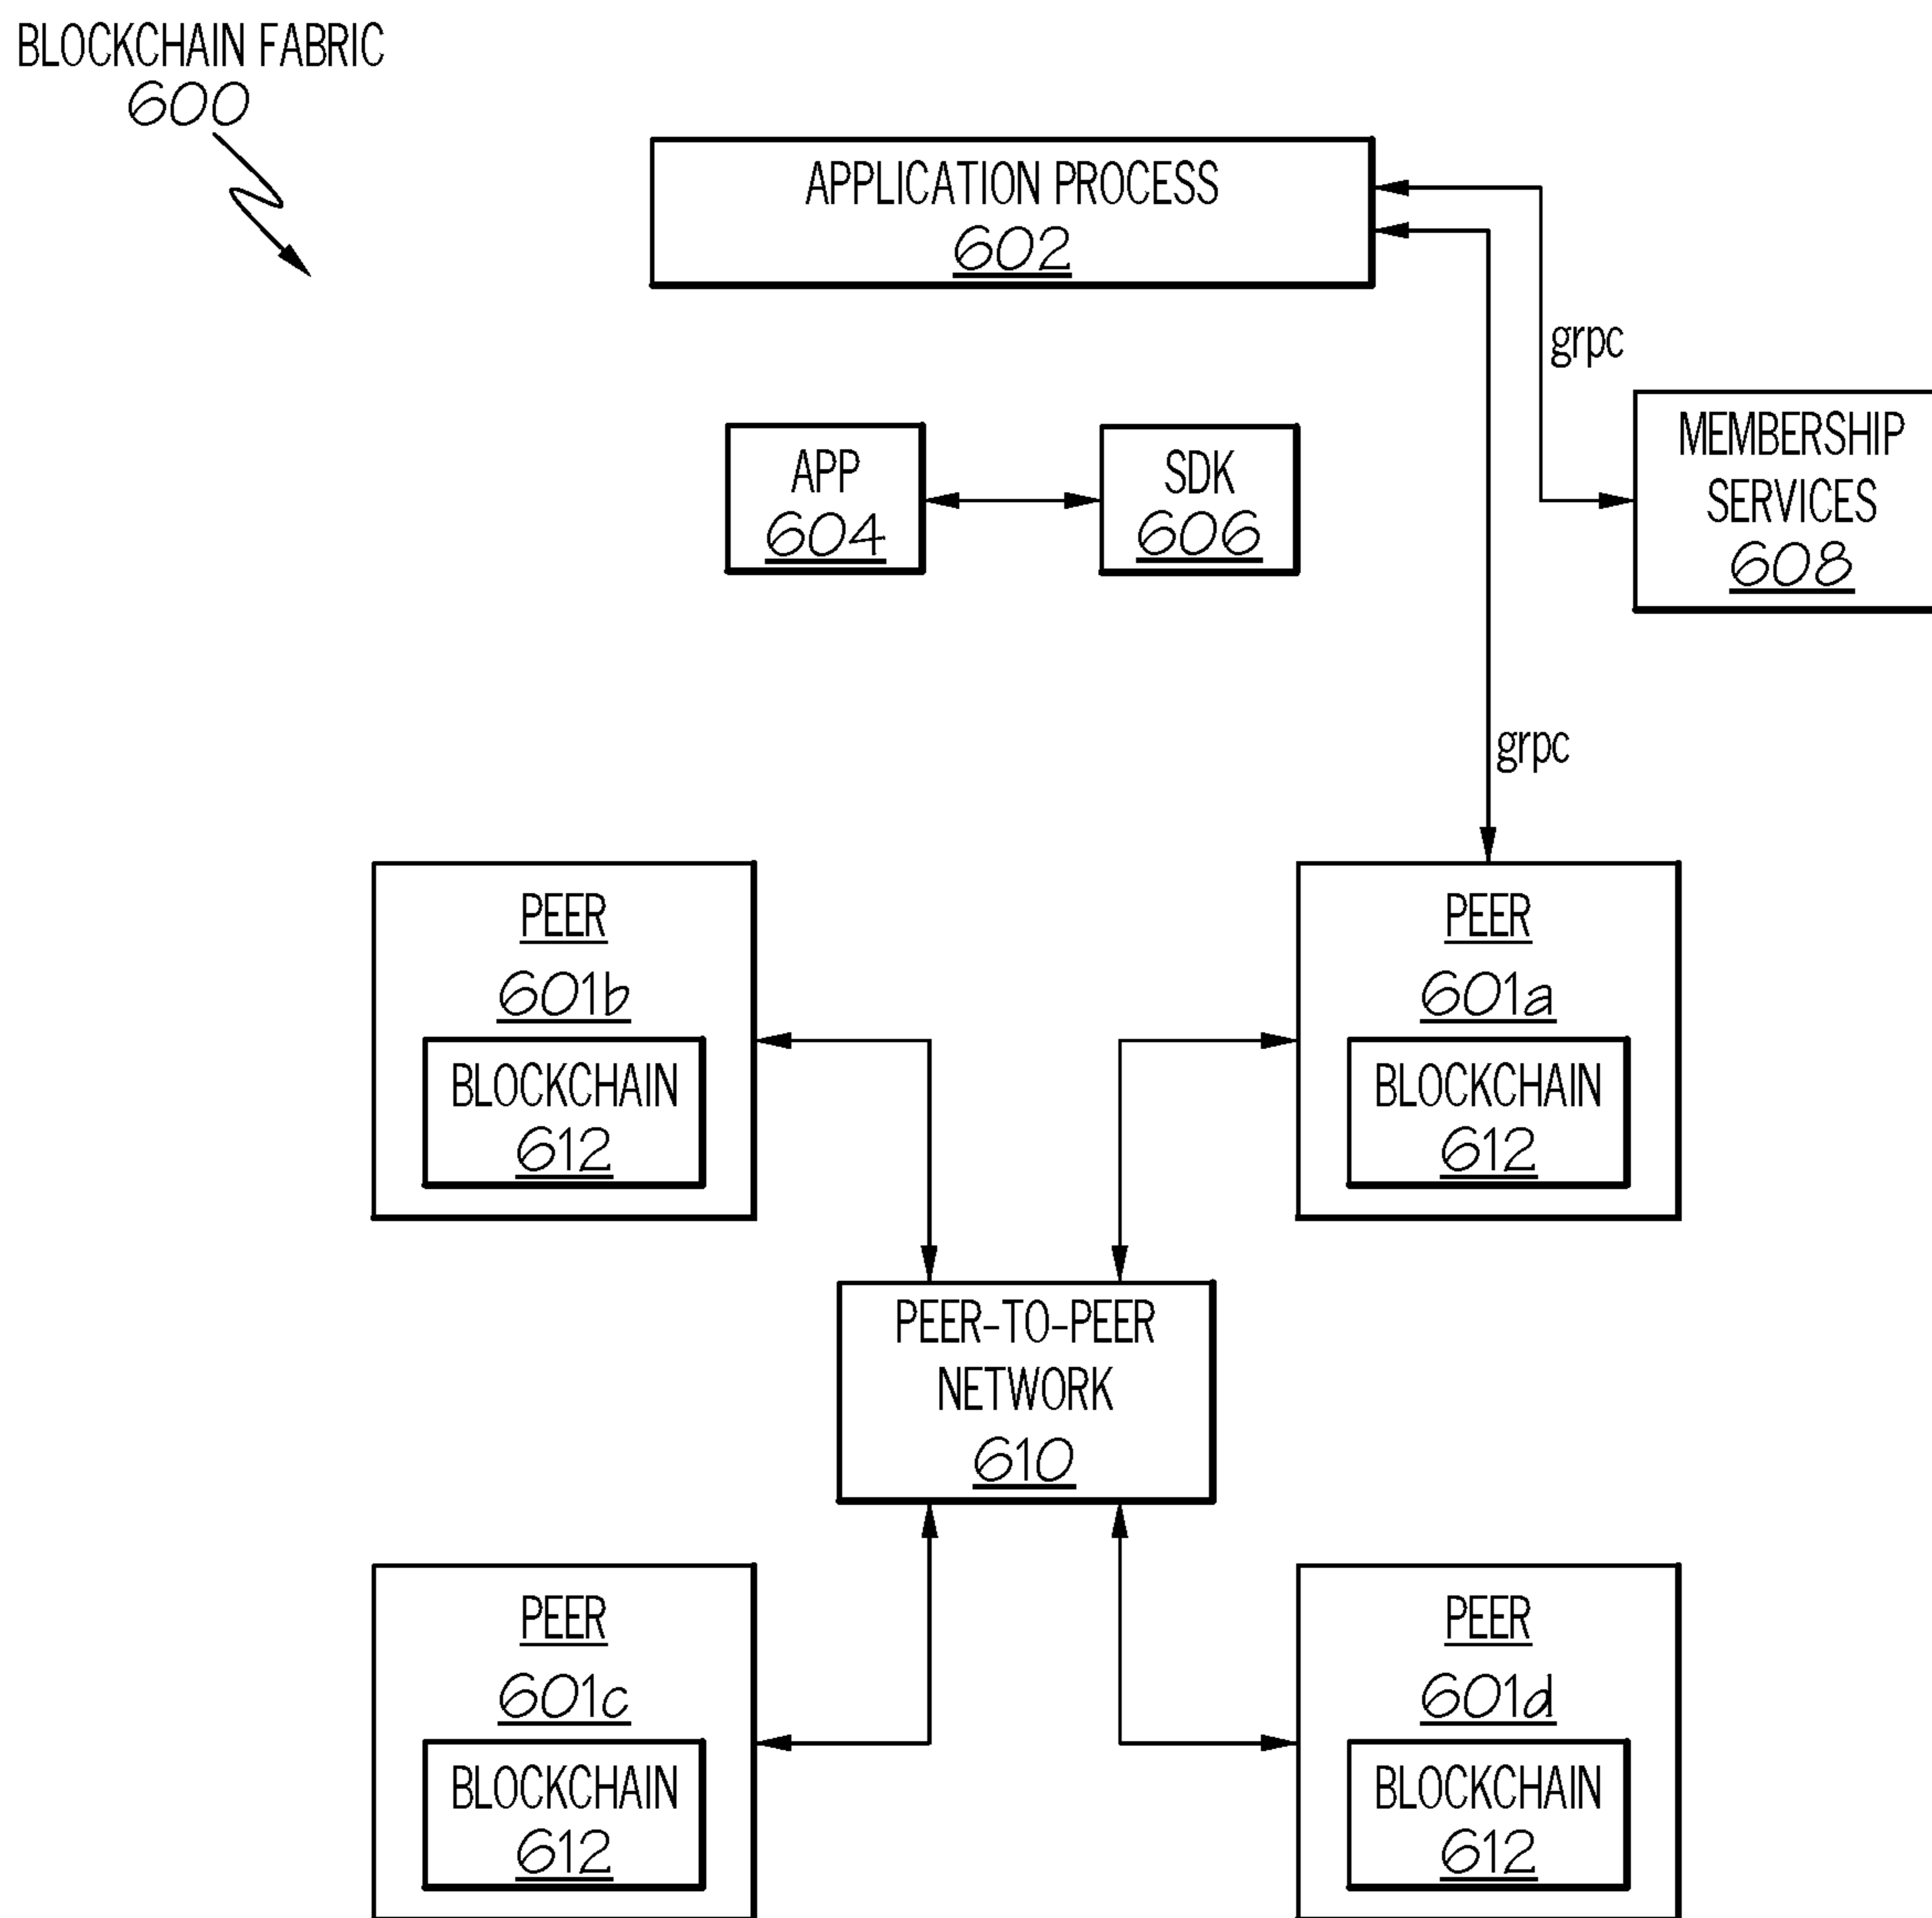 BLOCKCHAIN FABRIC
600
APPLICATION PROCESS
602
grpc
APP
604
SDK
606
MEMBERSHIP
SERVICES
608
grpc
PEER
601b
BLOCKCHAIN
612
PEER
601a
BLOCKCHAIN
612
PEER-TO-PEER
NETWORK
610
PEER
601c
BLOCKCHAIN
612
PEER
601d
BLOCKCHAIN
612